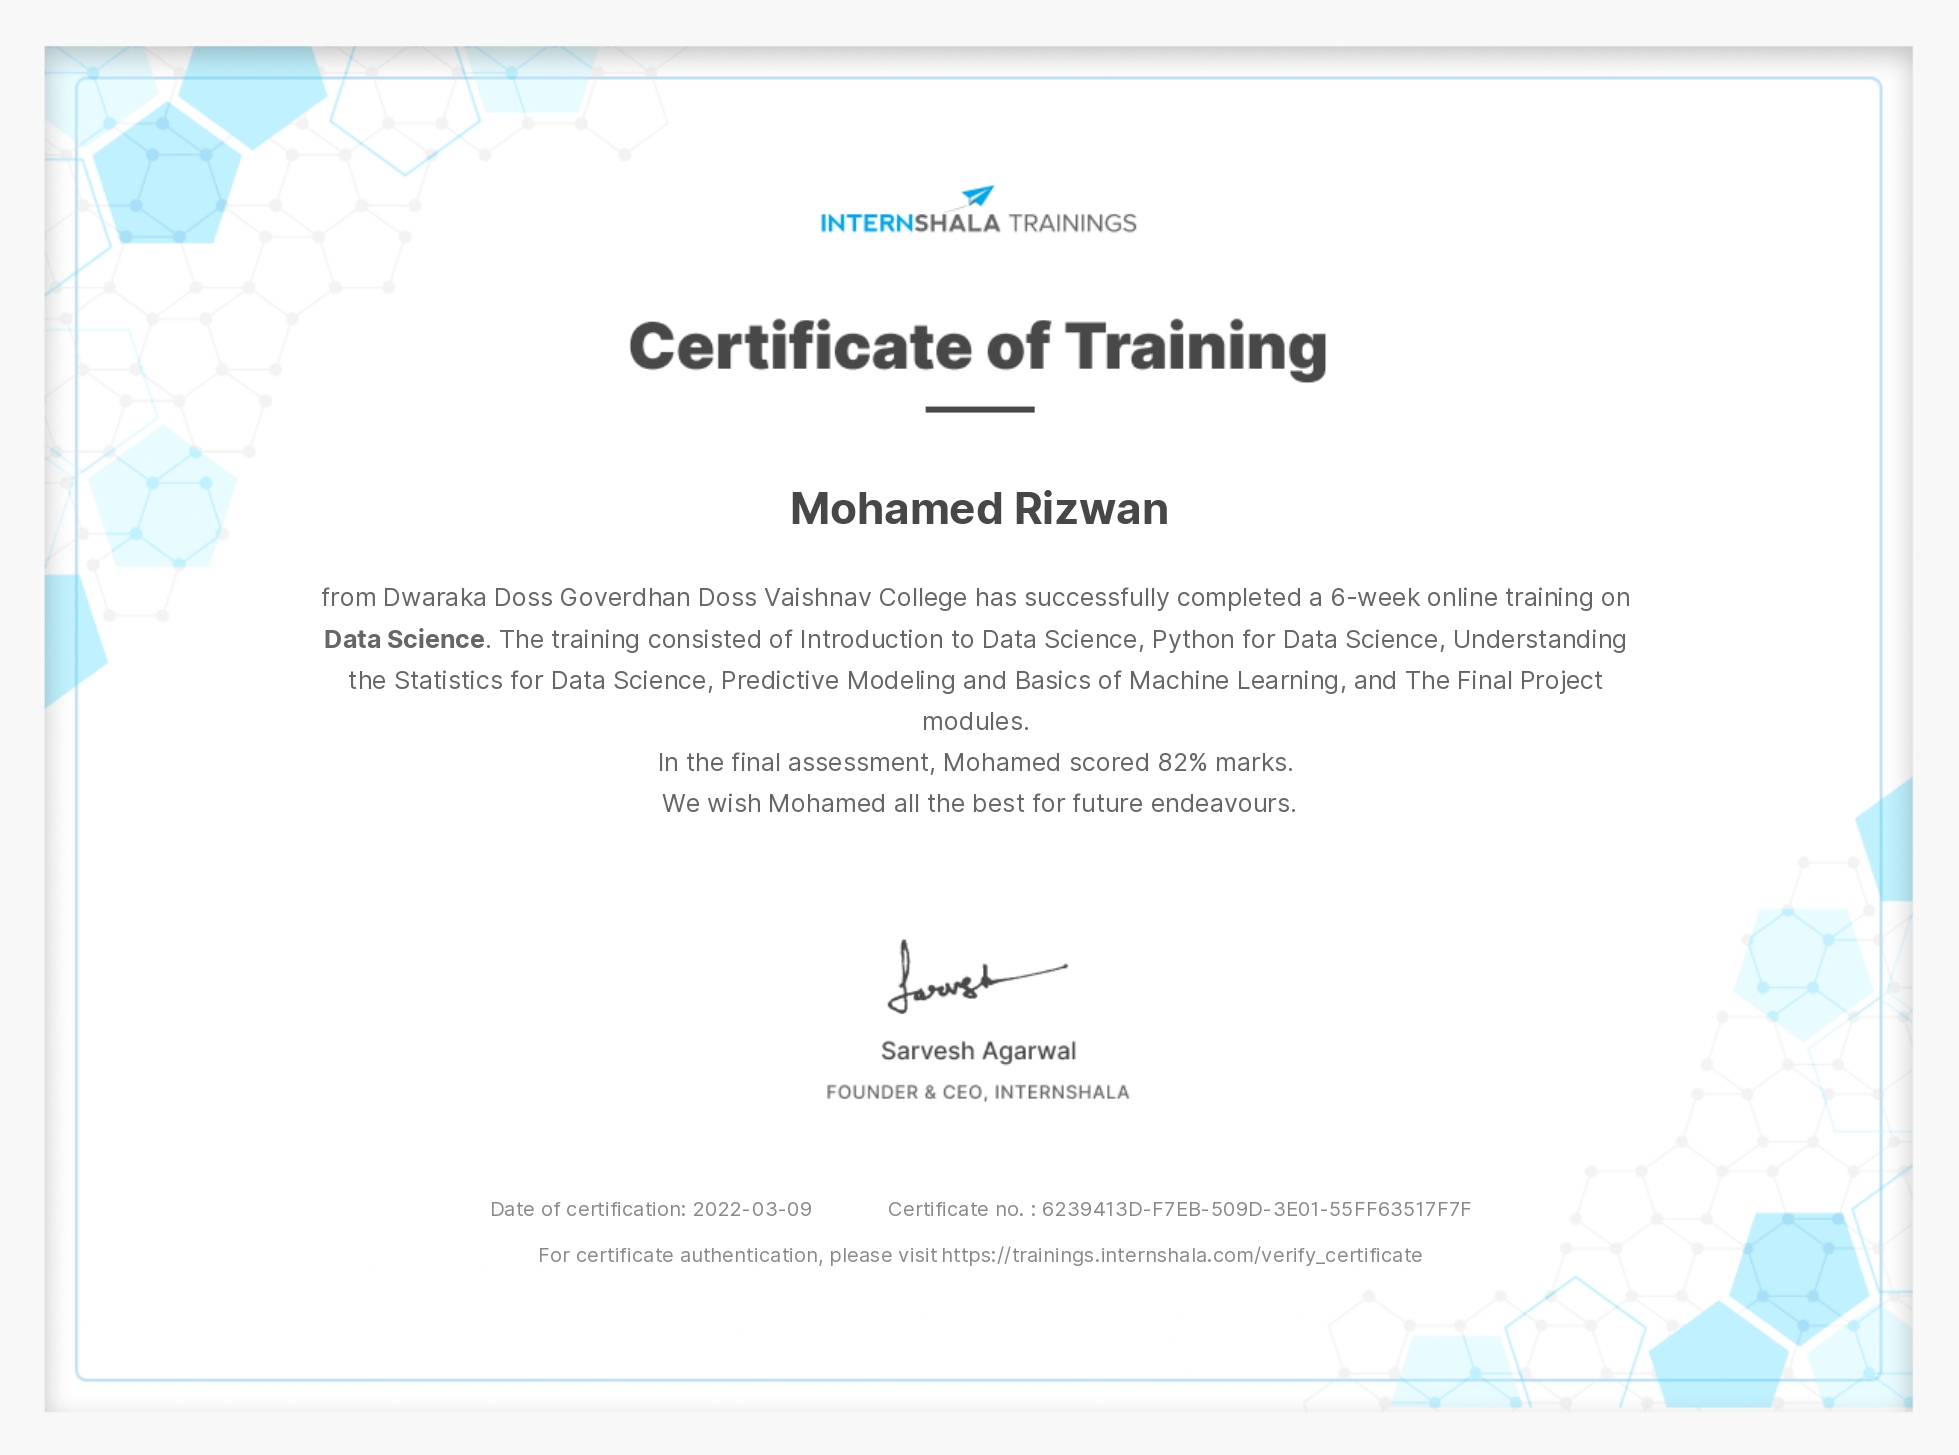 INTERNSHALA TRAININGS
Certificate of Training
Mohamed Rizwan
from Dwaraka Doss Goverdhan Doss Vaishnav College has successfully completed a 6-week online training on
Data Science. The training consisted of Introduction to Data Science, Python for Data Science, Understanding
the Statistics for Data Science, Predictive Modeling and Basics of Machine Learning, and The Final Project
modules.
In the final assessment, Mohamed scored 82% marks.
We wish Mohamed all the best for future endeavours.
Sarvesh
Sarvesh Agarwal
FOUNDER & CEO, INTERNSHALA
Date of certification: 2022-03-09 Certificate no. : 6239413D-F7EB-509D-3E01-55FF63517F7F
For certificate authentication, please visit https://trainings.internshala.com/verify_certificate